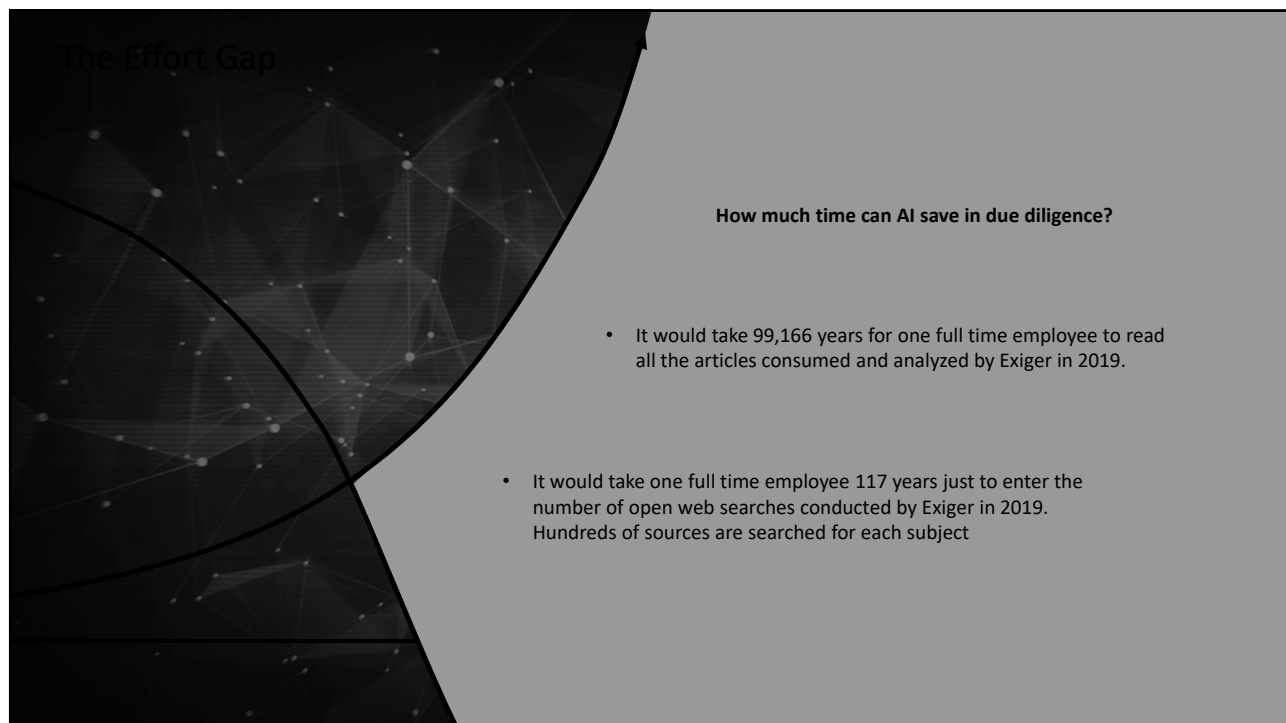 The Effort Gap
How much time can AI save in due diligence?
• It would take 99,166 years for one full time employee to read
all the articles consumed and analyzed by Exiger in 2019.
• It would take one full time employee 117 years just to enter the
number of open web searches conducted by Exiger in 2019.
Hundreds of sources are searched for each subject